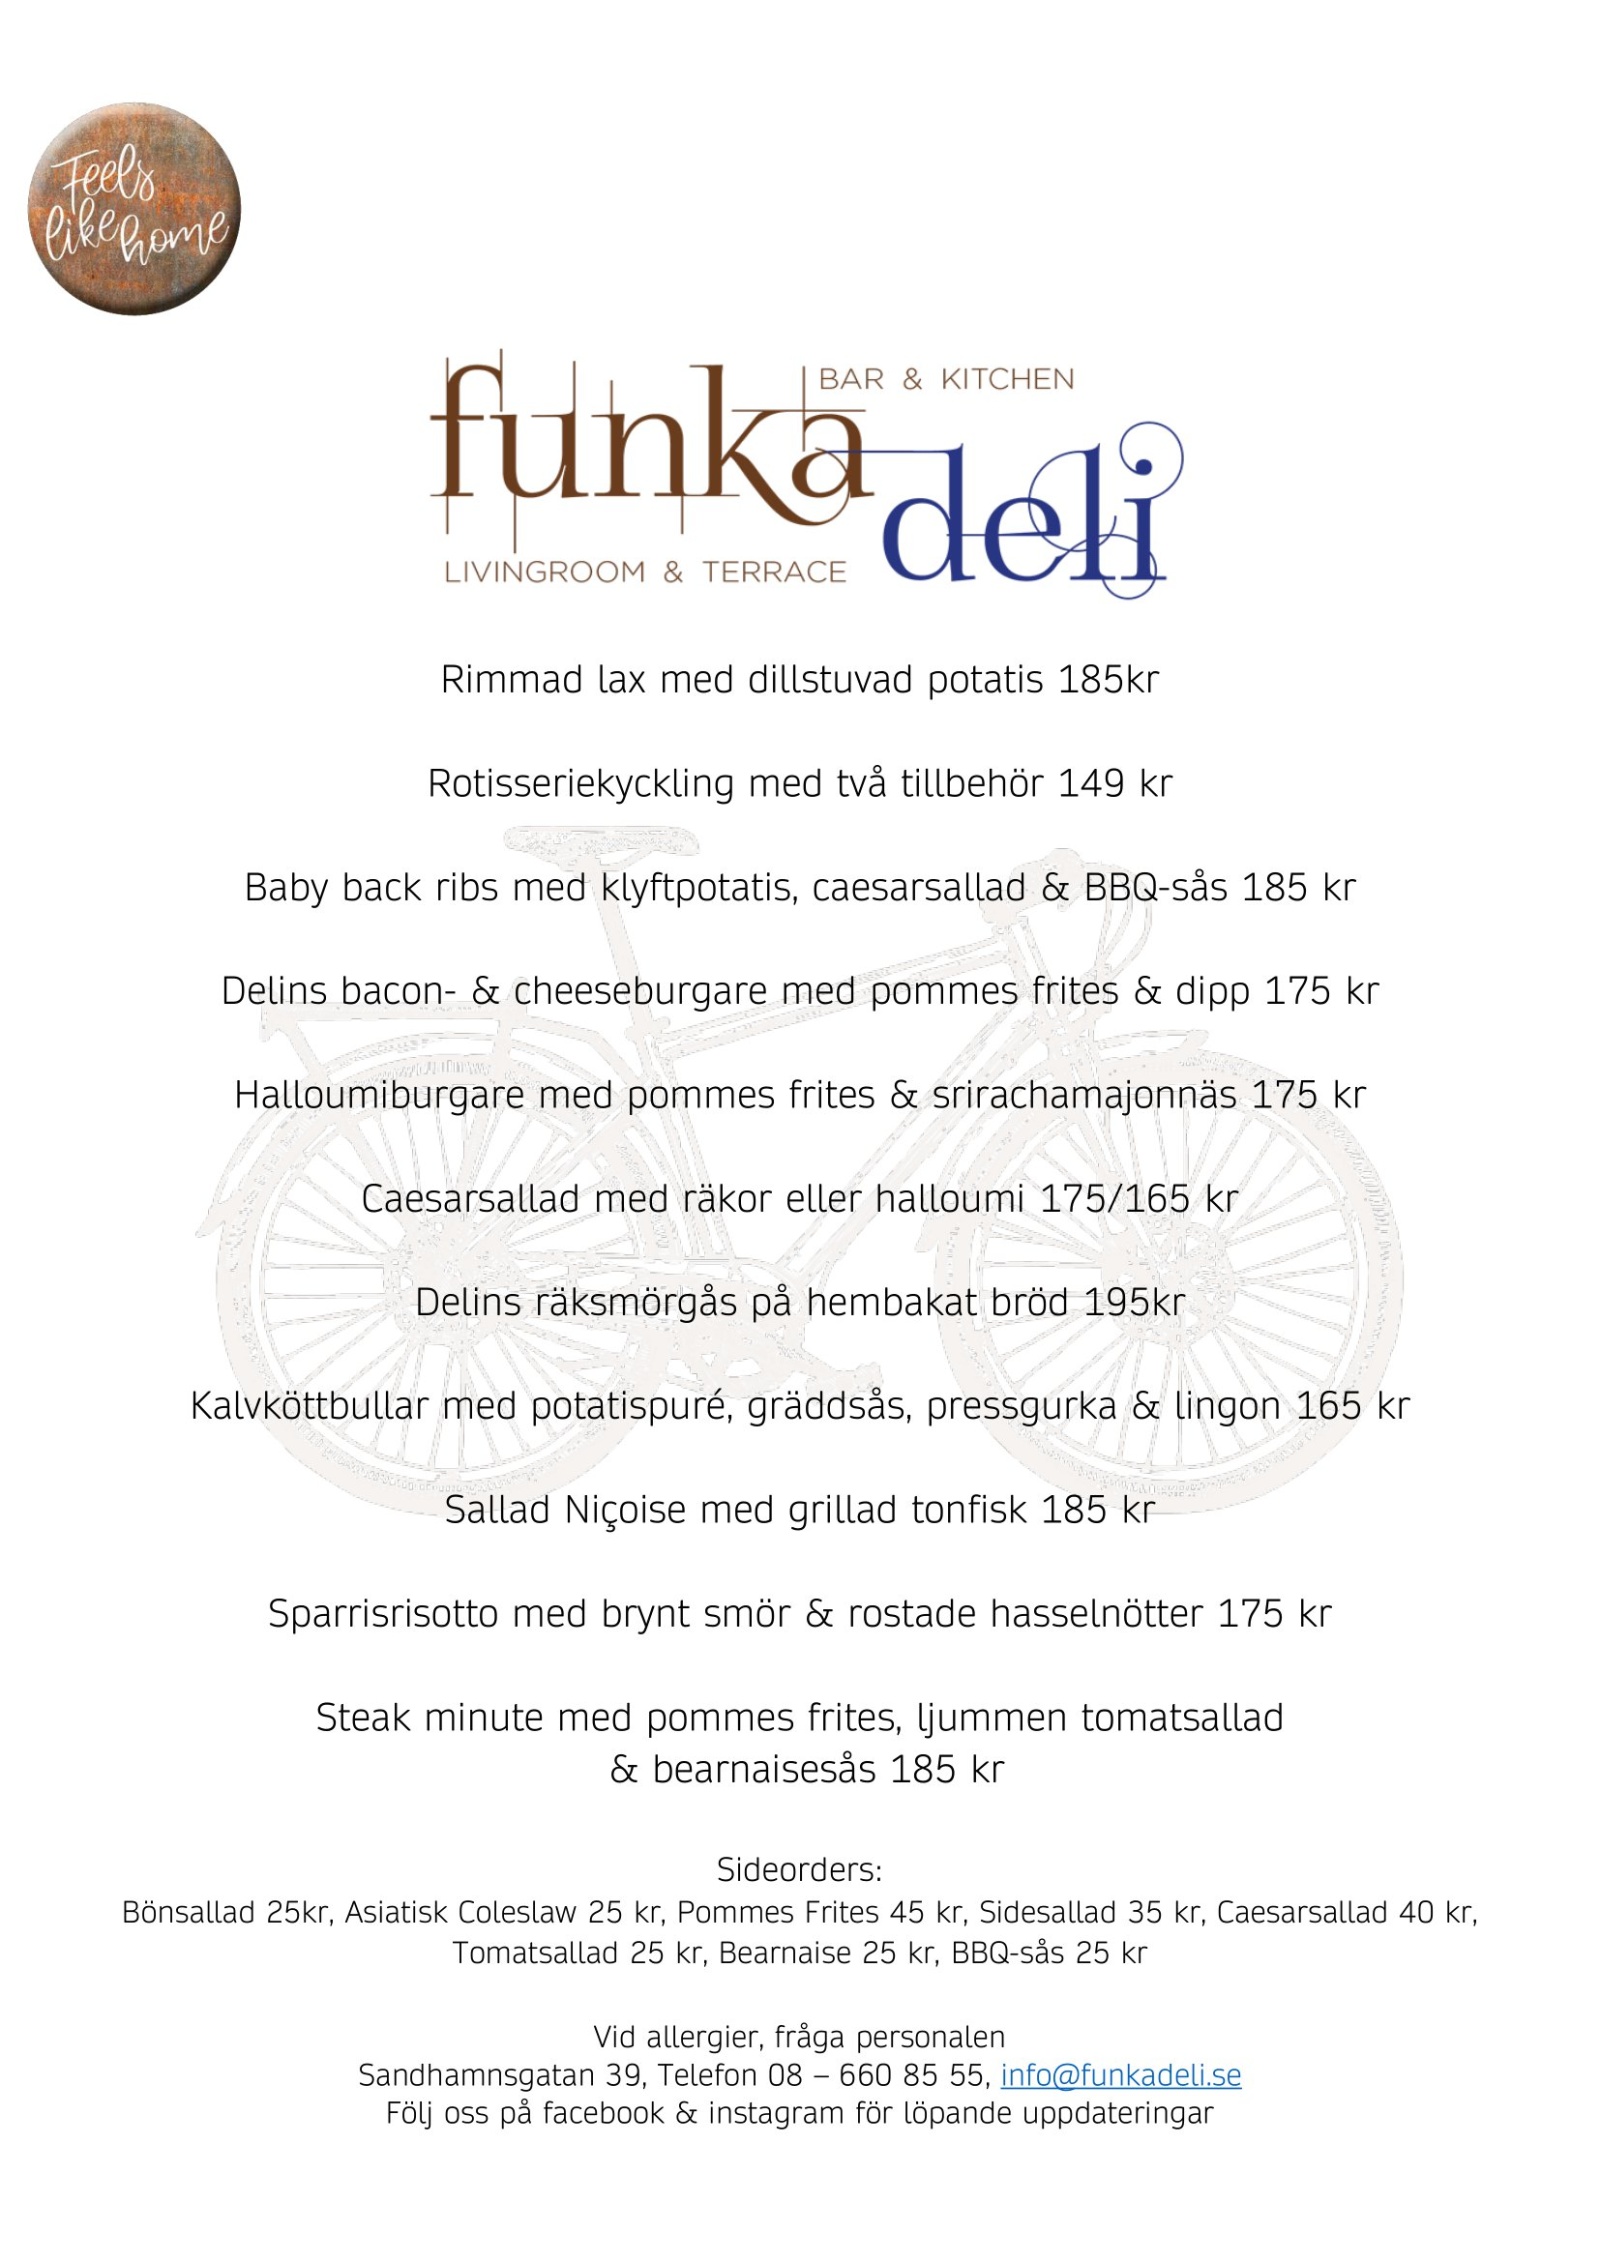 Feels
like home
funka
BAR & KITCHEN
deli
LIVINGROOM & TERRACE
Rimmad lax med dillstuvad potatis 185kr
Rotisseriekyckling med två tillbehör 149 kr
Baby back ribs med klyftpotatis, caesarsallad & BBQ-sås 185 kr
Delins bacon- & cheeseburgare med pommes frites & dipp 175 kr
Halloumiburgare med pommes frites & srirachamajonnäs 175 kr
Caesarsallad med räkor eller halloumi 175/165 kr
Delins räksmörgås på hembakat bröd 195kr
Kalvköttbullar med potatispuré, gräddsås, pressgurka & lingon 165 kr
Sallad Niçoise med grillad tonfisk 185 kr
Sparrisrisotto med brynt smör & rostade hasselnötter 175 kr
Steak minute med pommes frites, ljummen tomatsallad
& bearnaisesås 185 kr
Sideorders:
Bönsallad 25kr, Asiatisk Coleslaw 25 kr, Pommes Frites 45 kr, Sidesallad 35 kr, Caesarsallad 40 kr,
Tomatsallad 25 kr, Bearnaise 25 kr, BBQ-sås 25 kr
Vid allergier, fråga personalen
Sandhamnsgatan 39, Telefon 08 – 660 85 55, info@funkadeli.se
Följ oss på facebook & instagram för löpande uppdateringar